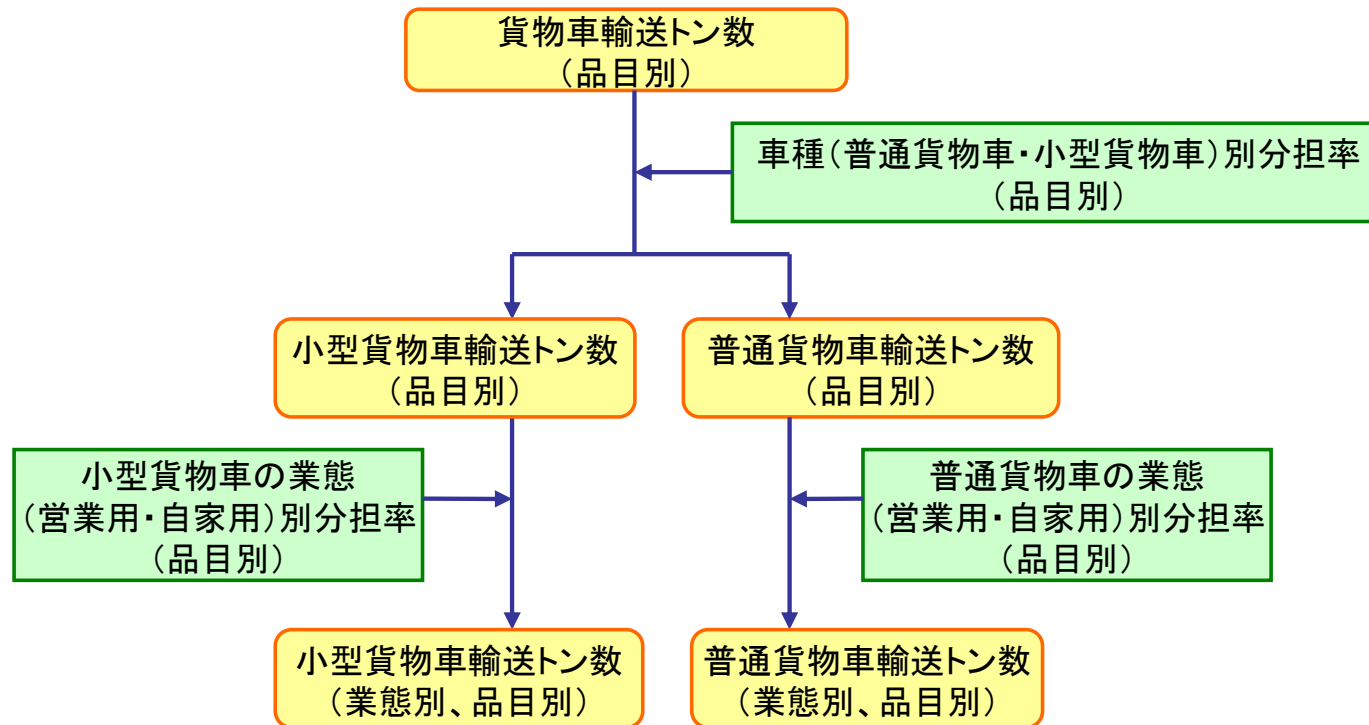 貨物車輸送トン数
（品目別）
車種（普通貨物車・小型貨物車）別分担率
（品目別）
小型貨物車輸送トン数
（品目別）
普通貨物車輸送トン数
（品目別）
小型貨物車の業態
（営業用・自家用）別分担率
（品目別）
普通貨物車の業態
（営業用・自家用）別分担率
（品目別）
小型貨物車輸送トン数
（業態別、品目別）
普通貨物車輸送トン数
（業態別、品目別）